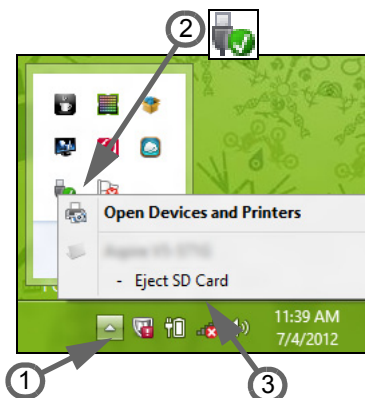 2
Open Devices and Printers
- Eject SD Card
11:39 AM
7/4/2012
1
3